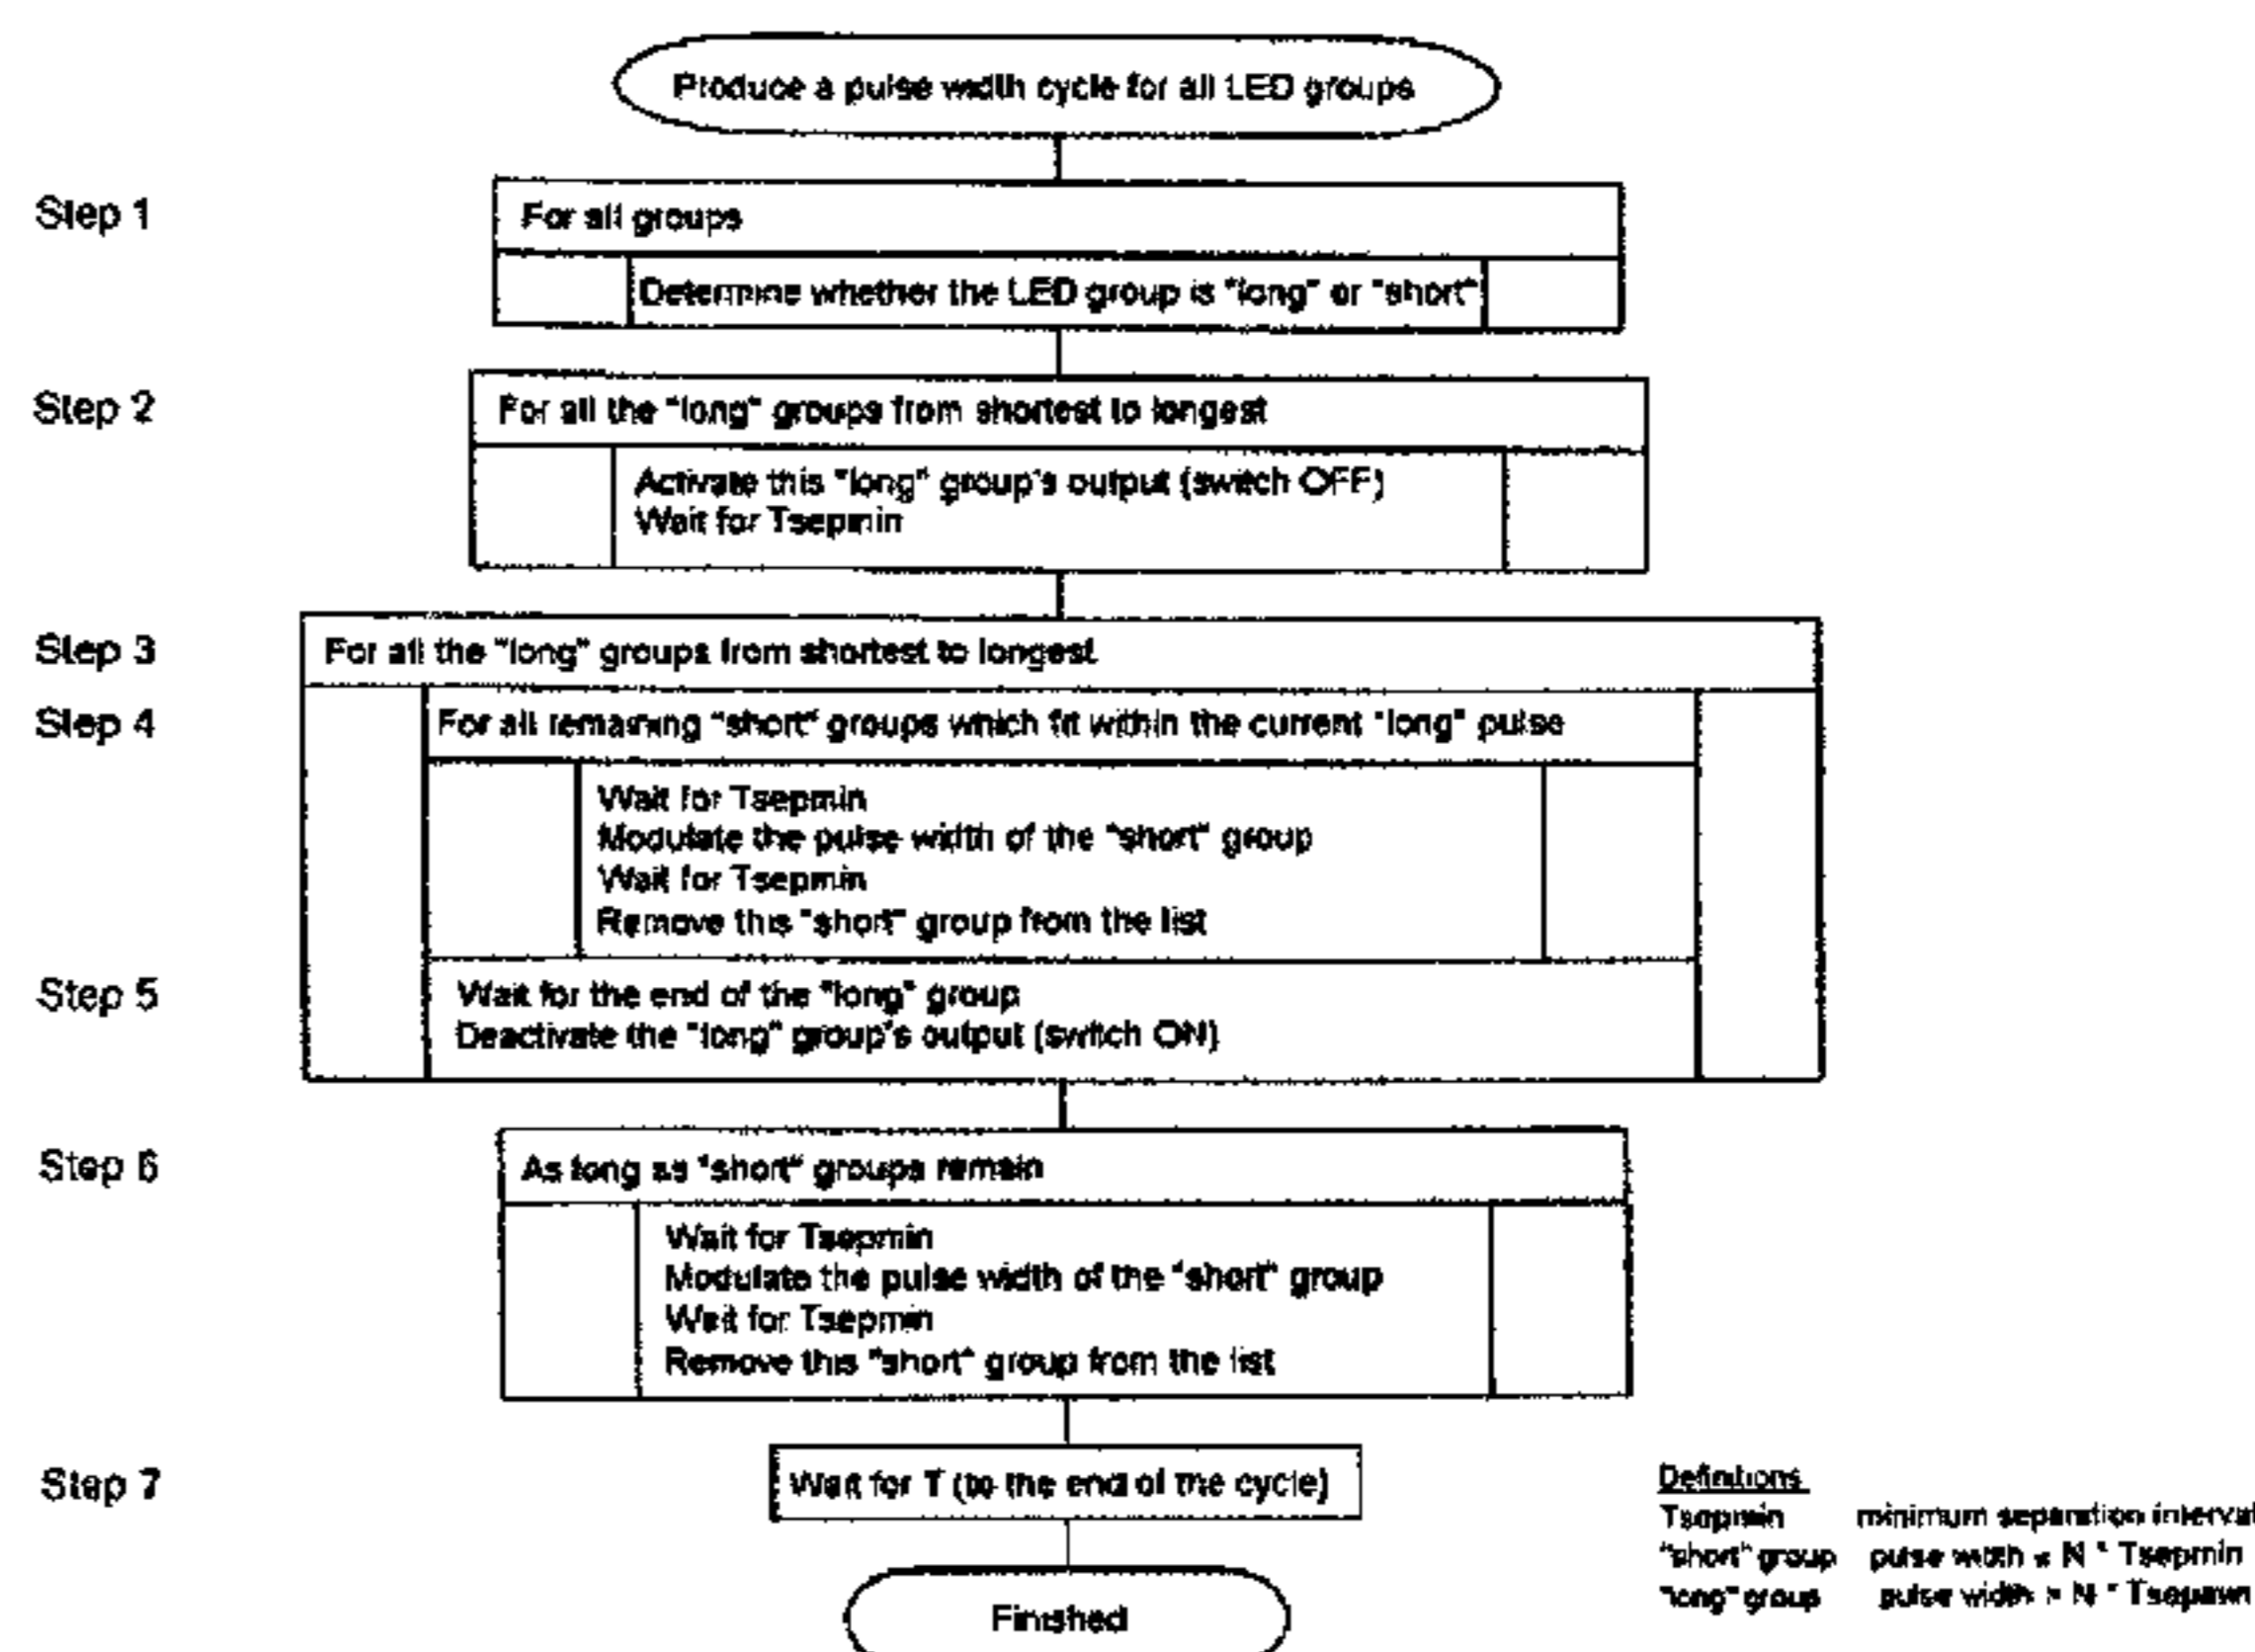 Produce a pulse width cycle for all LED groups
Step 1
For all groups
Determine whether the LED group is "long" or "short"
Step 2
For all the "long" groups from shortest to longest
Activate this "long" group's output (switch OFF)
Wait for Tsepmin
Step 3
For all the "long" groups from shortest to longest
Step 4
For all remaining "short" groups which fit within the current "long" pulse
Wait for Tsepmin
Modulate the pulse width of the "short" group
Wait for Tsepmin
Remove this "short" group from the list
Step 5
Wait for the end of the "long" group
Deactivate the "long" group's output (switch ON)
Step 6
As long as "short" groups remain
Wait for Tsepmin
Modulate the pulse width of the "short" group
Wait for Tsepmin
Remove this "short" group from the list
Step 7
Wait for T (to the end of the cycle)
Finished
Definitions
Tsepmin minimum separation interval
"short" group pulse width N * Tsepmin
"long" group pulse width > N * Tsepmin